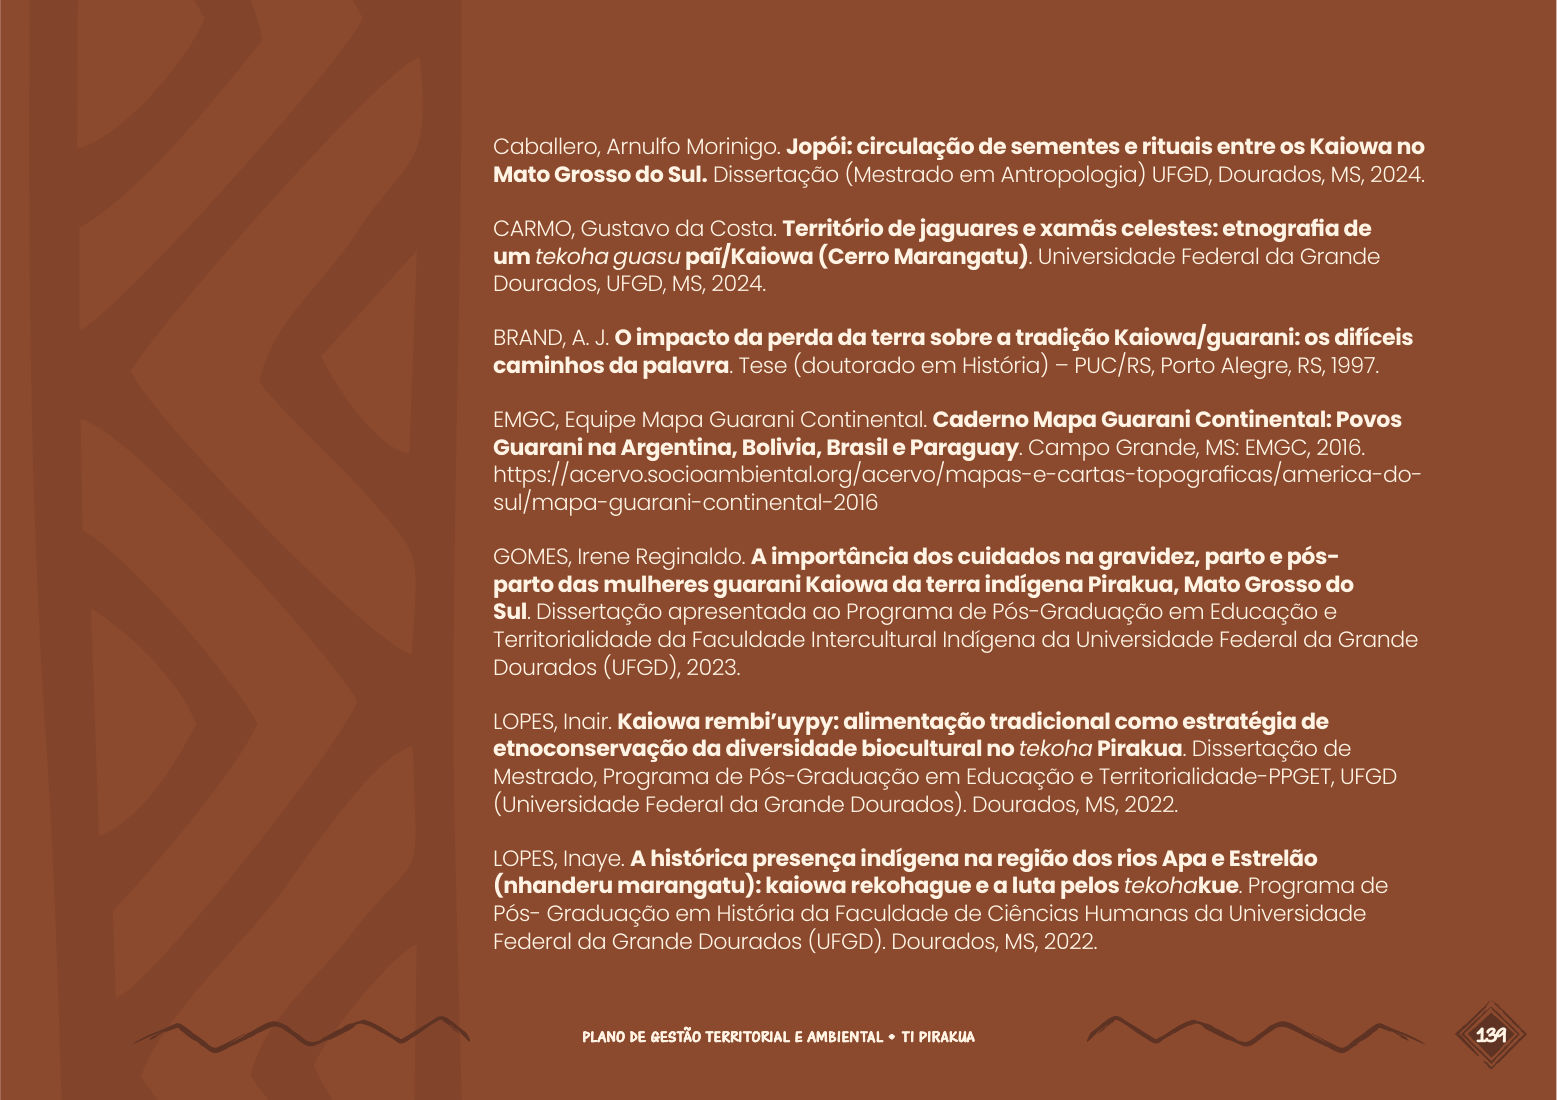 Caballero, Arnulfo Morinigo. Jopói: circulação de sementes e rituais entre os Kaiowa no
Mato Grosso do Sul. Dissertação (Mestrado em Antropologia) UFGD, Dourados, MS, 2024.
CARMO, Gustavo da Costa. Território de jaguares e xamãs celestes: etnografia de
um tekoha guasu paĩ/Kaiowa (Cerro Marangatu). Universidade Federal da Grande
Dourados, UFGD, MS, 2024.
BRAND, A. J. O impacto da perda da terra sobre a tradição Kaiowa/guarani: os difíceis
caminhos da palavra. Tese (doutorado em História) – PUC/RS, Porto Alegre, RS, 1997.
EMGC, Equipe Mapa Guarani Continental. Caderno Mapa Guarani Continental: Povos
Guarani na Argentina, Bolivia, Brasil e Paraguay. Campo Grande, MS: EMGC, 2016.
https://acervo.socioambiental.org/acervo/mapas-e-cartas-topograficas/america-do-
sul/mapa-guarani-continental-2016
GOMES, Irene Reginaldo. A importância dos cuidados na gravidez, parto e pós-
parto das mulheres guarani Kaiowa da terra indígena Pirakua, Mato Grosso do
Sul. Dissertação apresentada ao Programa de Pós-Graduação em Educação e
Territorialidade da Faculdade Intercultural Indígena da Universidade Federal da Grande
Dourados (UFGD), 2023.
LOPES, Inair. Kaiowa rembi’uypy: alimentação tradicional como estratégia de
etnoconservação da diversidade biocultural no tekoha Pirakua. Dissertação de
Mestrado, Programa de Pós-Graduação em Educação e Territorialidade-PPGET, UFGD
(Universidade Federal da Grande Dourados). Dourados, MS, 2022.
LOPES, Inaye. A histórica presença indígena na região dos rios Apa e Estrelão
(nhanderu marangatu): kaiowa rekohague e a luta pelos tekohakue. Programa de
Pós- Graduação em História da Faculdade de Ciências Humanas da Universidade
Federal da Grande Dourados (UFGD). Dourados, MS, 2022.
PLANO DE GESTÃO TERRITORIAL E AMBIENTAL • TI PIRAKUA
139